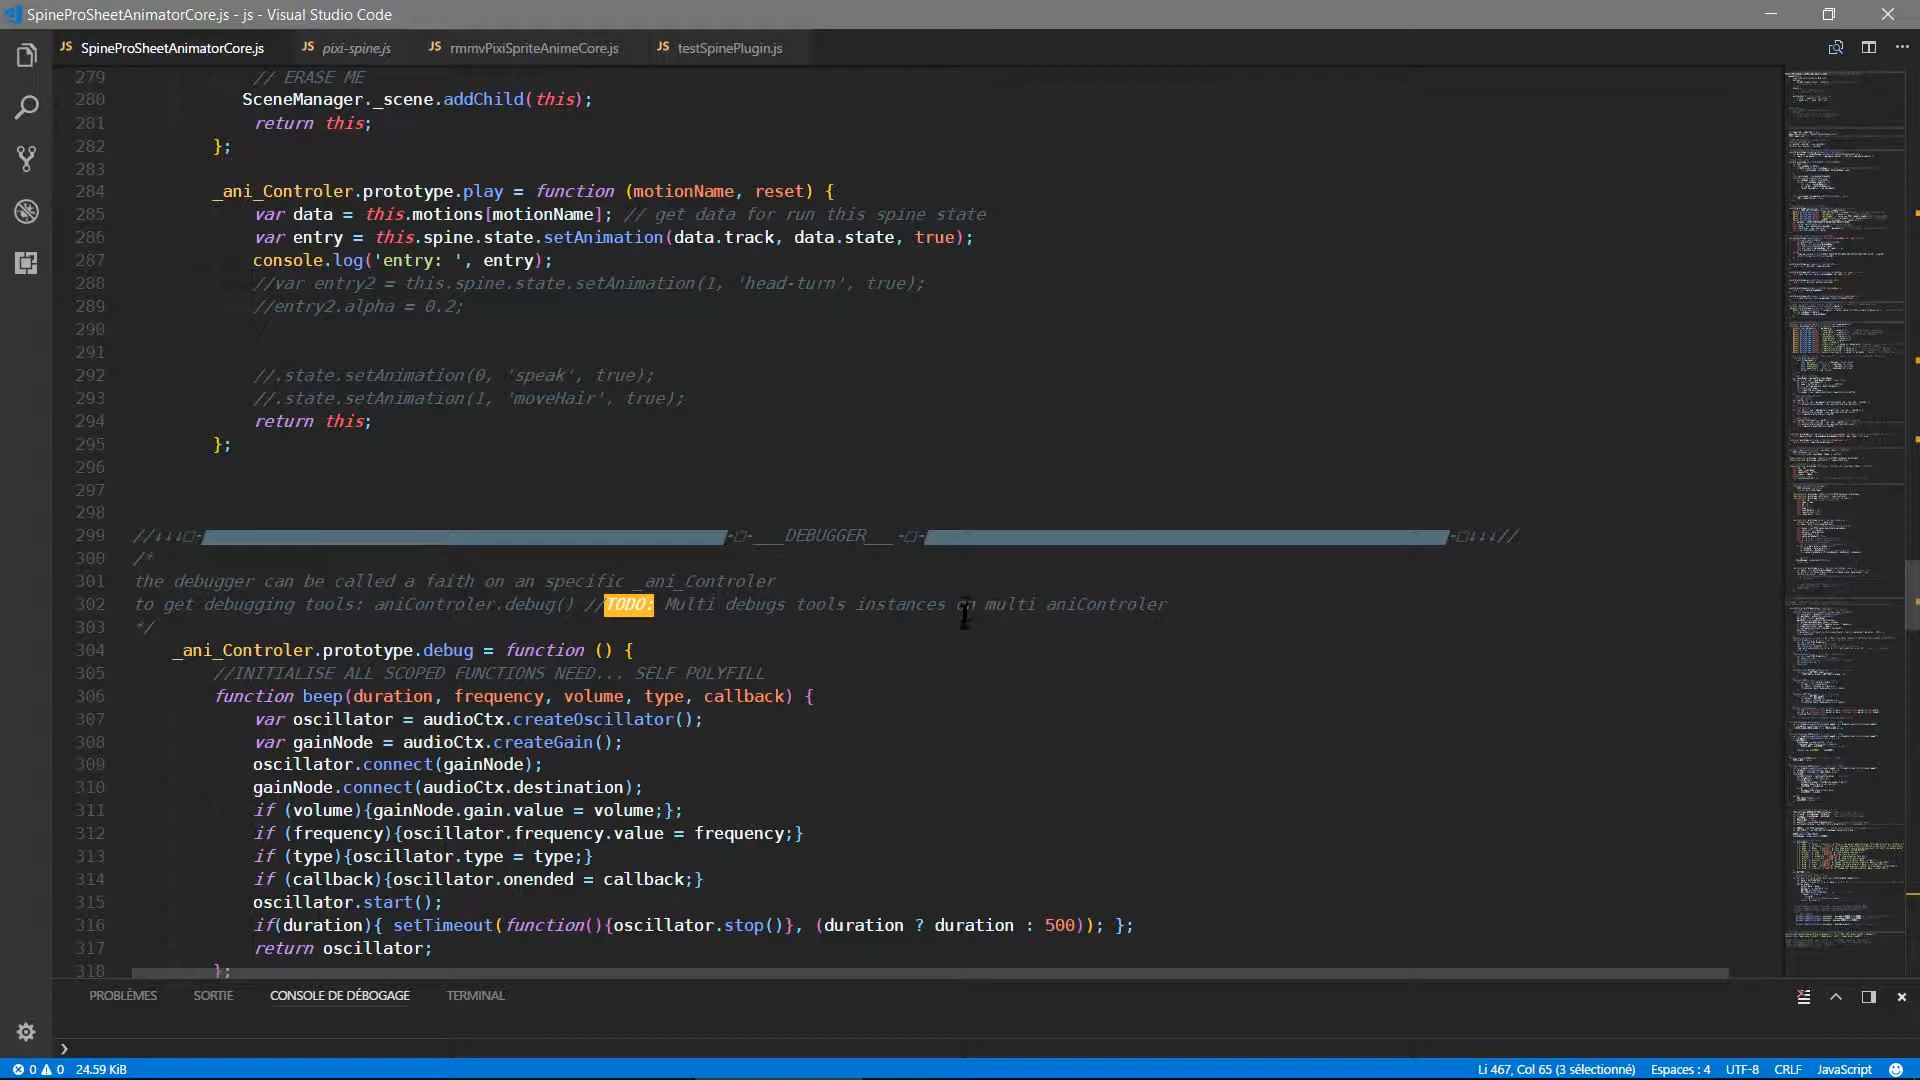 SpineProSheetAnimatorCore.js - js - Visual Studio Code
JS SpineProSheetAnimatorCore.js JS pixi-spine.js JS rmmvPixiSpriteAnimeCore.js JS testSpinePlugin.js
279 // ERASE ME
280 SceneManager._scene.addChild(this);
281 return this;
282 };
283
284 _ani_Controler.prototype.play = function (motionName, reset) {
285 var data = this.motions[motionName]; // get data for run this spine state
286 var entry = this.spine.state.setAnimation(data.track, data.state, true);
287 console.log('entry: ', entry);
288 //var entry2 = this.spine.state.setAnimation(1, 'head-turn', true);
289 //entry2.alpha = 0.2;
290
291
292 //.state.setAnimation(0, 'speak', true);
293 //.state.setAnimation(1, 'moveHair', true);
294 return this;
295 };
296
297
298
299 //↓↓↓□- -□-___DEBUGGER___-□- -□↓↓↓//
300 /*
301 the debugger can be called a faith on an specific _ani_Controler
302 to get debugging tools: aniControler.debug() //TODO: Multi debugs tools instances on multi aniControler
303 */
304 _ani_Controler.prototype.debug = function () {
305 //INITIALISE ALL SCOPED FUNCTIONS NEED... SELF POLYFILL
306 function beep(duration, frequency, volume, type, callback) {
307 var oscillator = audioCtx.createOscillator();
308 var gainNode = audioCtx.createGain();
309 oscillator.connect(gainNode);
310 gainNode.connect(audioCtx.destination);
311 if (volume){gainNode.gain.value = volume;};
312 if (frequency){oscillator.frequency.value = frequency;}
313 if (type){oscillator.type = type;}
314 if (callback){oscillator.onended = callback;}
315 oscillator.start();
316 if(duration){ setTimeout(function(){oscillator.stop()}, (duration ? duration : 500)); };
317 return oscillator;
318 };
PROBLÈMES SORTIE CONSOLE DE DÉBOGAGE TERMINAL
0 0 24.59 KiB Li 467, Col 65 (3 sélectionné) Espaces : 4 UTF-8 CRLF JavaScript